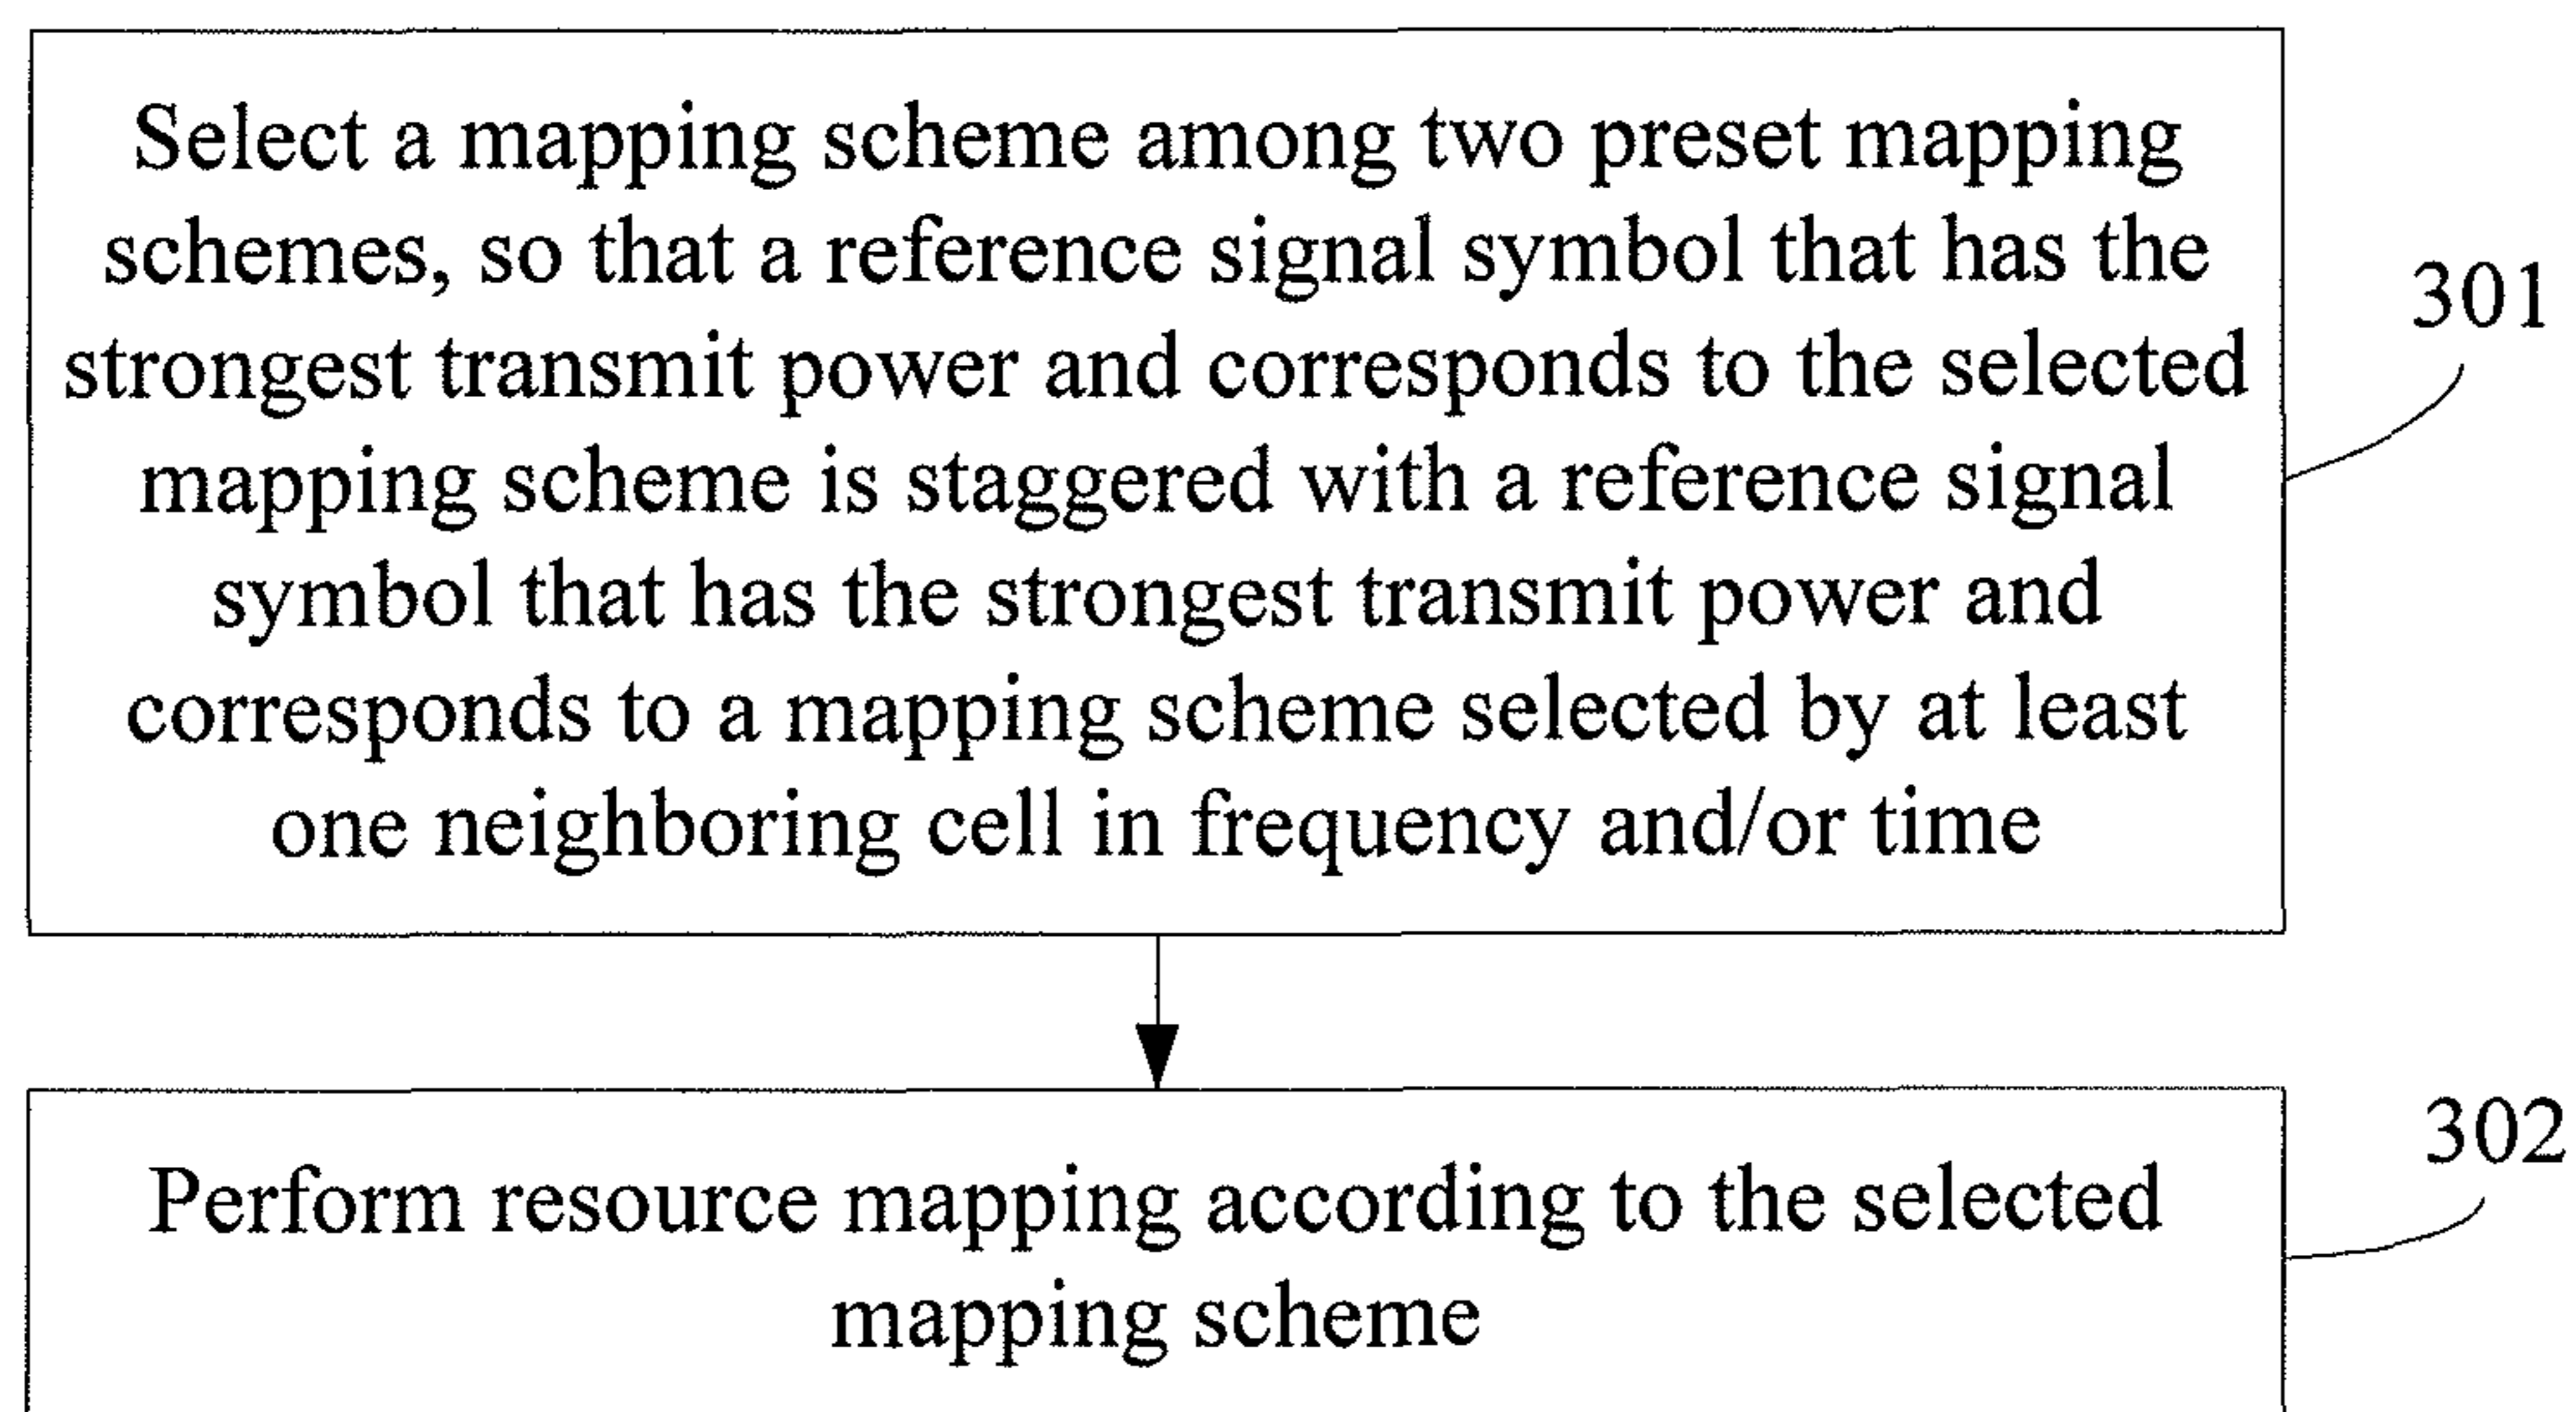 Select a mapping scheme among two preset mapping
schemes, so that a reference signal symbol that has the
strongest transmit power and corresponds to the selected
mapping scheme is staggered with a reference signal
symbol that has the strongest transmit power and
corresponds to a mapping scheme selected by at least
one neighboring cell in frequency and/or time
301
Perform resource mapping according to the selected
mapping scheme
302